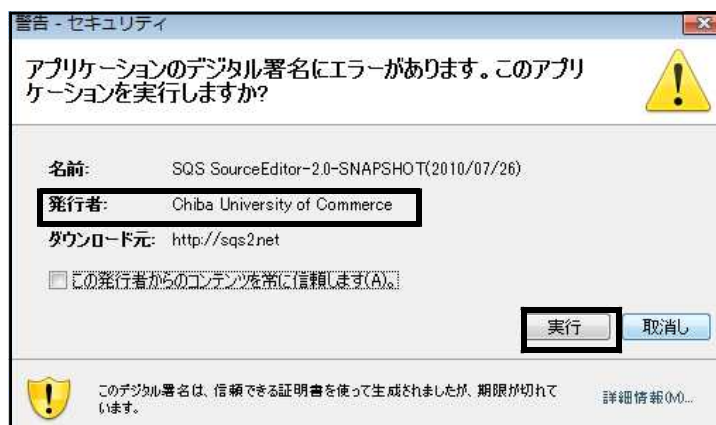 警告 - セキュリティ
アプリケーションのデジタル署名にエラーがあります。このアプリ
ケーションを実行しますか?
名前: SQS SourceEditor-2.0-SNAPSHOT(2010/07/26)
発行者: Chiba University of Commerce
ダウンロード元: http://sqs2.net
この発行者からのコンテンツを常に信頼します(A)。
実行 取消し
このデジタル署名は、信頼できる証明書を使って生成されましたが、期限が切れて
います。
詳細情報(M)...